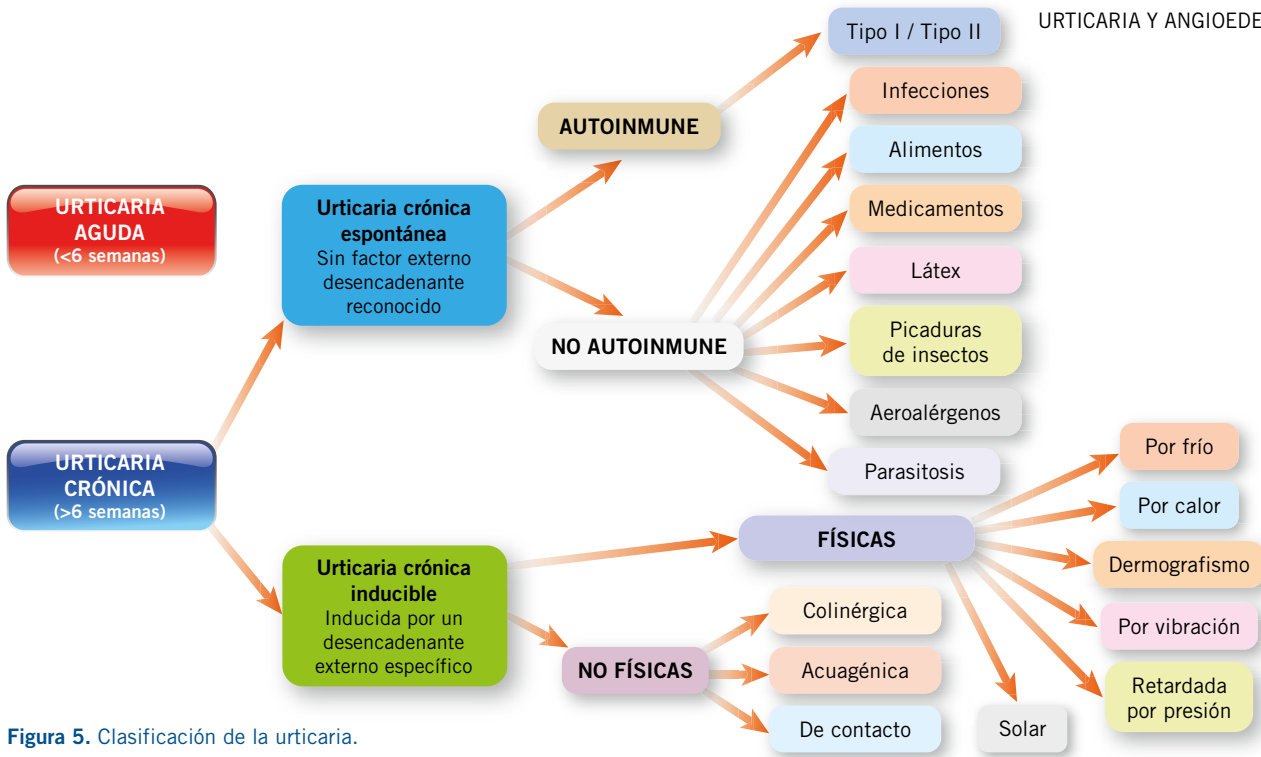 URTICARIA Y ANGIOEDE
URTICARIA
AGUDA
(<6 semanas)
URTICARIA
CRÓNICA
(>6 semanas)
Urticaria crónica
espontánea
Sin factor externo
desencadenante
reconocido
AUTOINMUNE
Tipo I / Tipo II
NO AUTOINMUNE
Infecciones
Alimentos
Medicamentos
Látex
Picaduras
de insectos
Aeroalérgenos
Parasitosis
Urticaria crónica
inducible
Inducida por un
desencadenante
externo específico
FÍSICAS
Por frío
Por calor
Dermografismo
Por vibración
Retardada
por presión
Solar
NO FÍSICAS
Colinérgica
Acuagénica
De contacto
Figura 5. Clasificación de la urticaria.